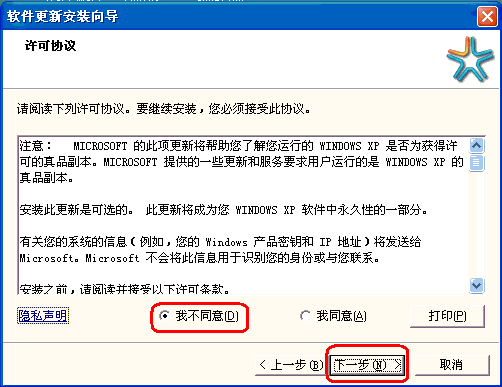 软件更新安装向导
许可协议
请阅读下列许可协议。要继续安装，您必须接受此协议。
注意： MICROSOFT 的此项更新将帮助您了解您运行的 WINDOWS XP 是否为获得许
可的真品副本。MICROSOFT 提供的一些更新和服务要求用户运行的是 WINDOWS XP 的
真品副本。
安装此更新是可选的。 此更新将成为您 WINDOWS XP 软件中永久性的一部分。
有关您的系统的信息（例如，您的 Windows 产品密钥和 IP 地址）将发送给
Microsoft。Microsoft 不会将此信息用于识别您的身份或与您联系。
安装之前，请阅读并接受以下许可条款。
隐私声明 我不同意(D) 我同意(A) 打印(P)
< 上一步(B) 下一步(N) > 取消